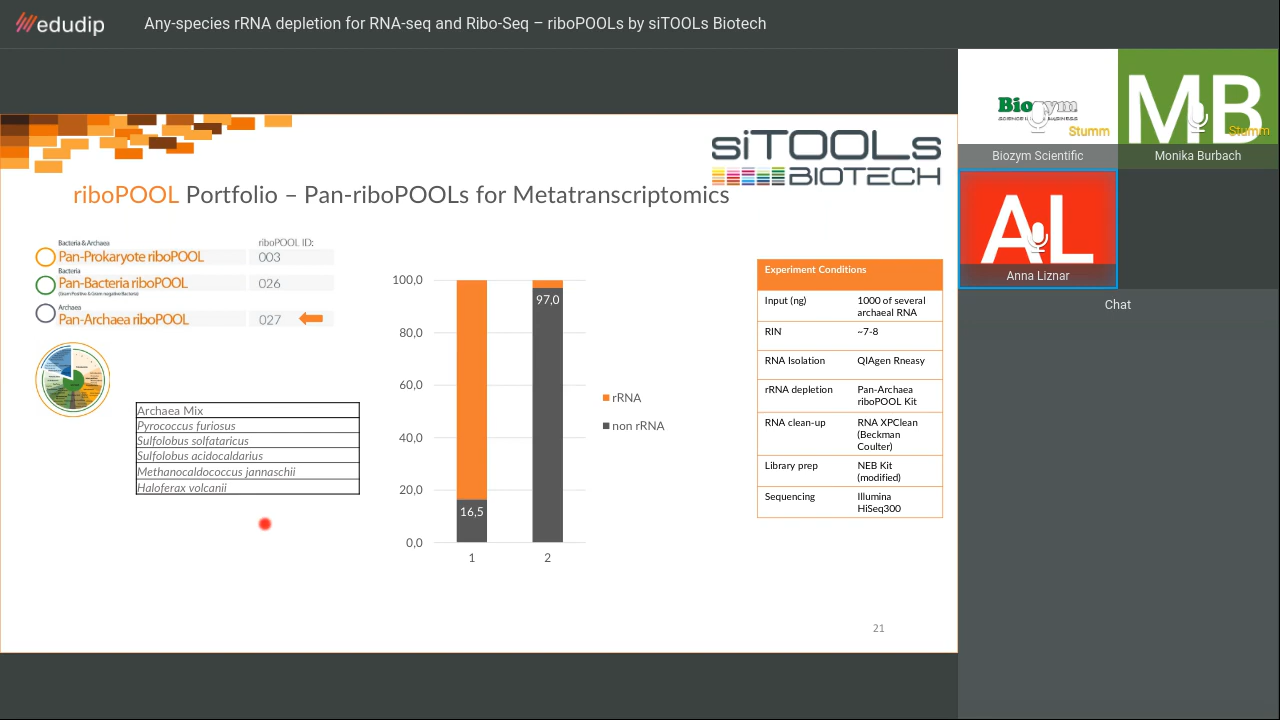 edudip
Any-species rRNA depletion for RNA-seq and Ribo-Seq – riboPOOLs by siTOOLs Biotech
siTOOLs
BIOTECH
riboPOOL Portfolio – Pan-riboPOOLs for Metatranscriptomics
Bacteria & Archaea
riboPOOL ID:
Pan-Prokaryote riboPOOL 003
Bacteria
Pan-Bacteria riboPOOL 026
(Gram Positive & Gram negative Bacteria)
Archaea
Pan-Archaea riboPOOL 027
Archaea Mix
Pyrococcus furiosus
Sulfolobus solfataricus
Sulfolobus acidocaldarius
Methanocaldococcus jannaschii
Haloferax volcanii
100,0
80,0
60,0
40,0
20,0
0,0
97,0
16,5
1 2
rRNA
non rRNA
Experiment Conditions
Input (ng) 1000 of several
archaeal RNA
RIN ~7-8
RNA Isolation QIAgen Rneasy
rRNA depletion Pan-Archaea
riboPOOL Kit
RNA clean-up RNA XPClean
(Beckman
Coulter)
Library prep NEB Kit
(modified)
Sequencing Illumina
HiSeq300
21
Biozym
Stumm
Biozym Scientific
MB
Stumm
Monika Burbach
AL
Anna Liznar
Chat